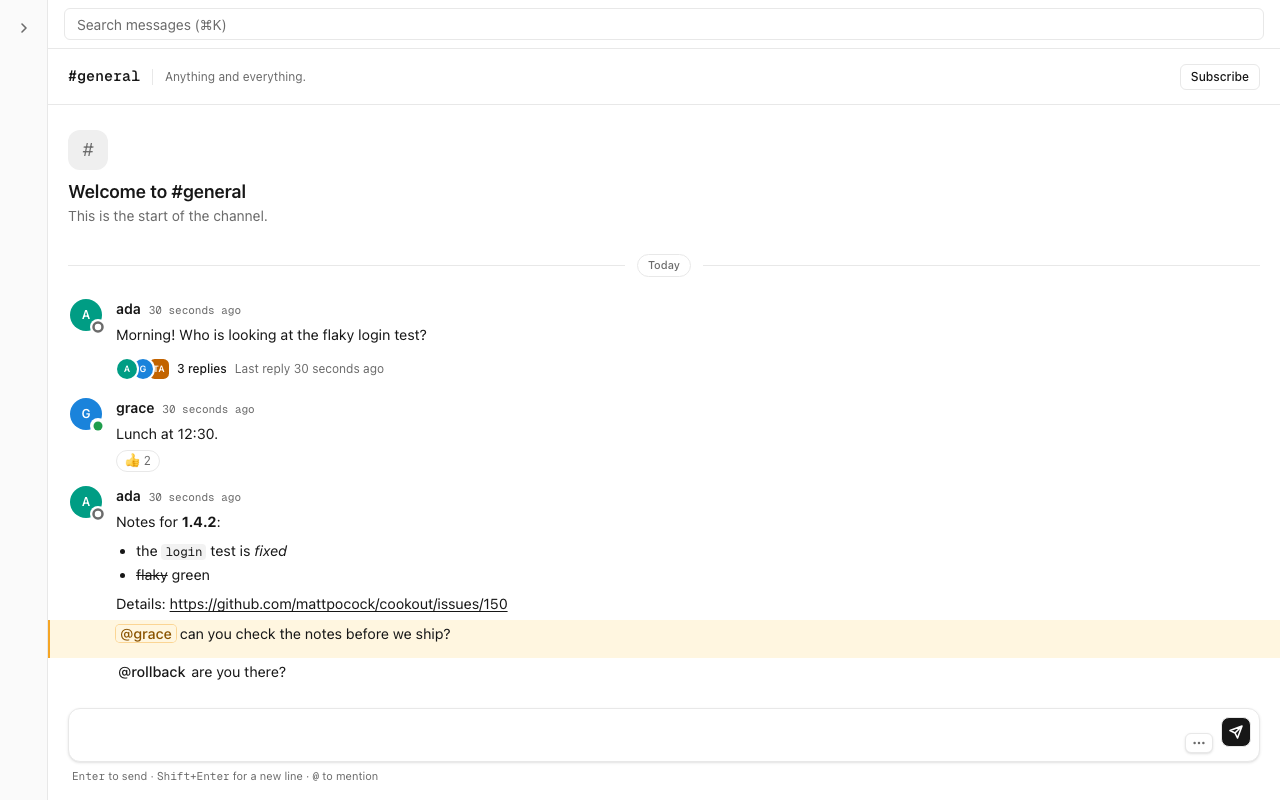 Search messages (⌘K)
#general
Anything and everything.
Subscribe
#
Welcome to #general
This is the start of the channel.
Today
A
ada 30 seconds ago
Morning! Who is looking at the flaky login test?
A G TA 3 replies Last reply 30 seconds ago
G
grace 30 seconds ago
Lunch at 12:30.
👍 2
A
ada 30 seconds ago
Notes for 1.4.2:
• the login test is fixed
• flaky green
Details: https://github.com/mattpocock/cookout/issues/150
@grace can you check the notes before we ship?
@rollback are you there?
Enter to send · Shift+Enter for a new line · @ to mention